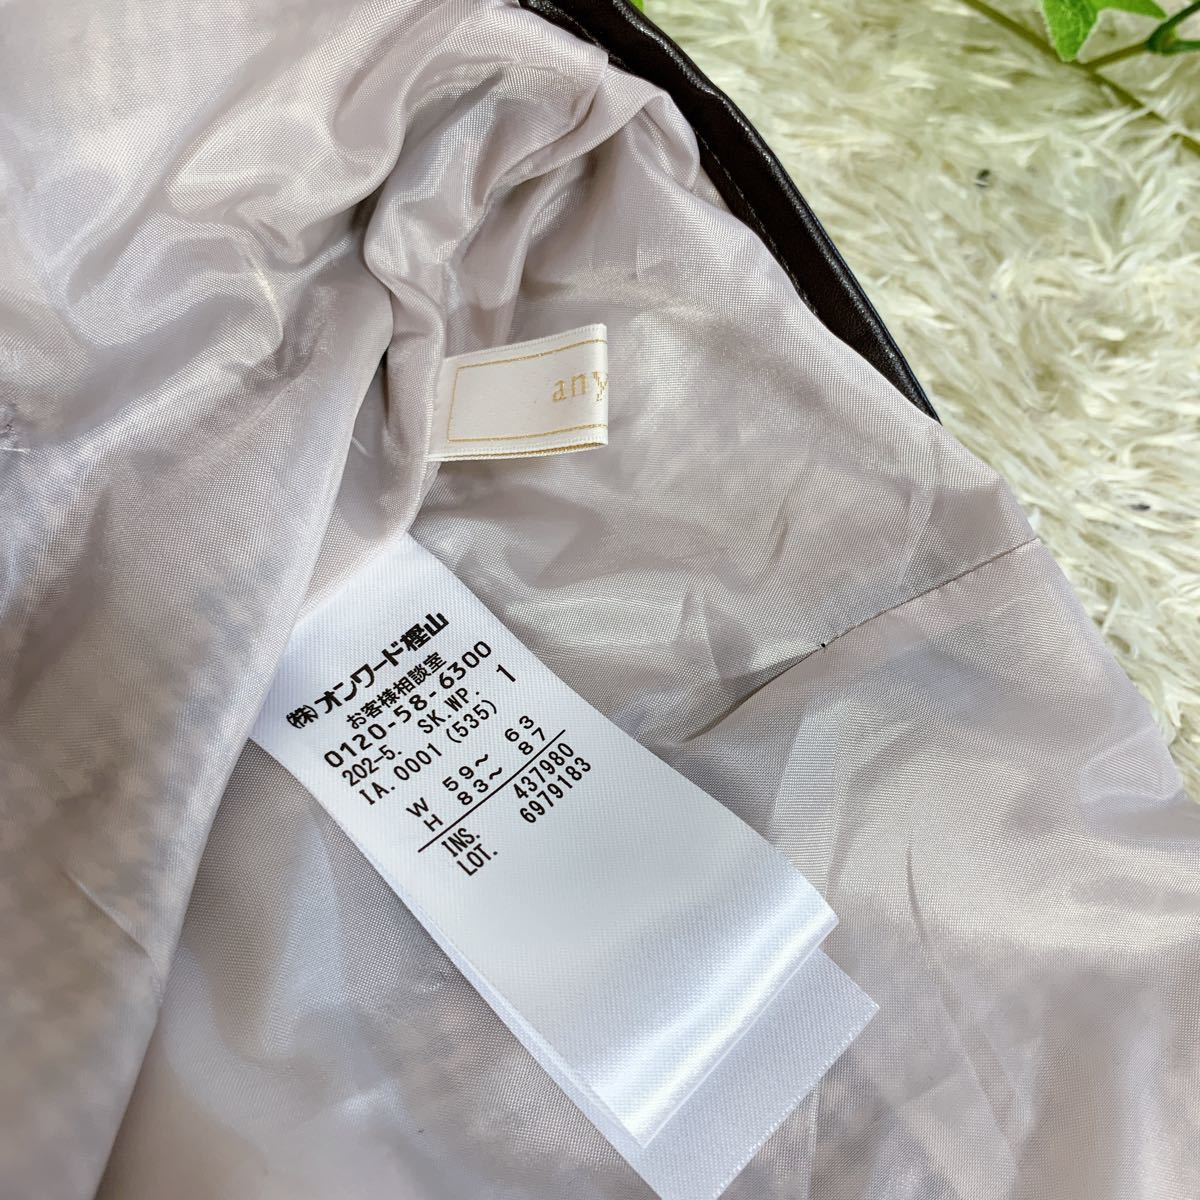 any
㈱オンワード樫山
お客様相談室
0120-58-6300
202-5. SK.WP. 1
IA.0001(535)
W 59~ 63
H 83~ 87
INS. 437980
LOT. 6979183